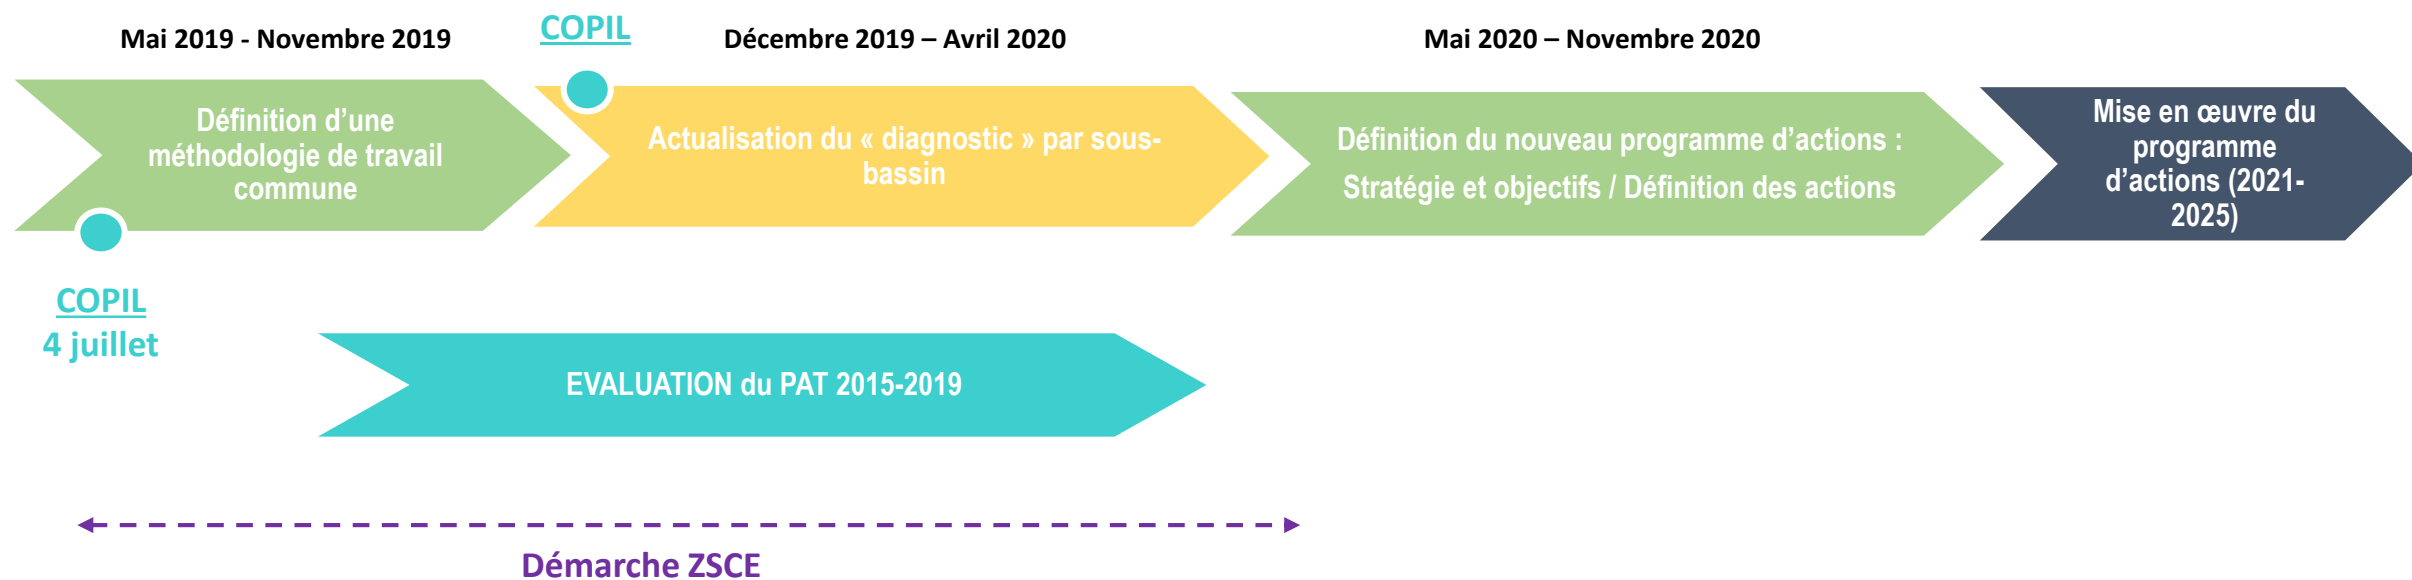 COPIL
Mai 2019 - Novembre 2019
Décembre 2019 – Avril 2020
Mai 2020 – Novembre 2020
Définition d’une
méthodologie de travail
commune
Actualisation du « diagnostic » par sous-
bassin
Définition du nouveau programme d’actions :
Stratégie et objectifs / Définition des actions
Mise en œuvre du
programme
d’actions (2021-
2025)
COPIL
4 juillet
EVALUATION du PAT 2015-2019
Démarche ZSCE